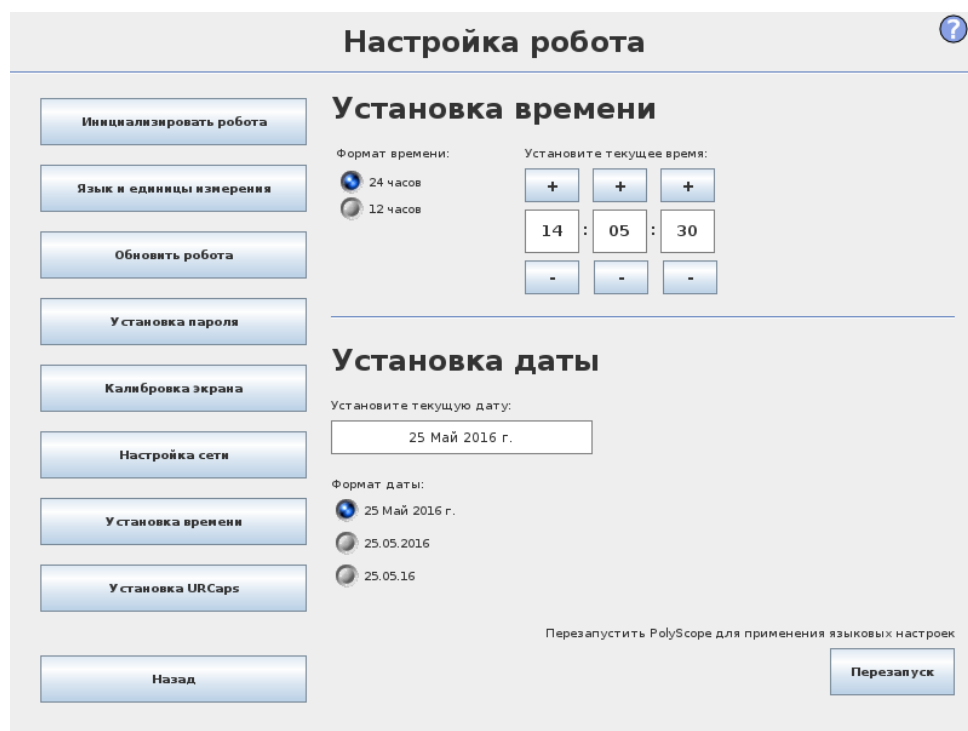 Настройка робота
?
Инициализировать робота
Язык и единицы измерения
Обновить робота
Установка пароля
Калибровка экрана
Настройка сети
Установка времени
Установка URCaps
Назад
Установка времени
Формат времени:
24 часов
12 часов
Установите текущее время:
+ + +
14 : 05 : 30
- - -
Установка даты
Установите текущую дату:
25 Май 2016 г.
Формат даты:
25 Май 2016 г.
25.05.2016
25.05.16
Перезапустить PolyScope для применения языковых настроек
Перезапуск